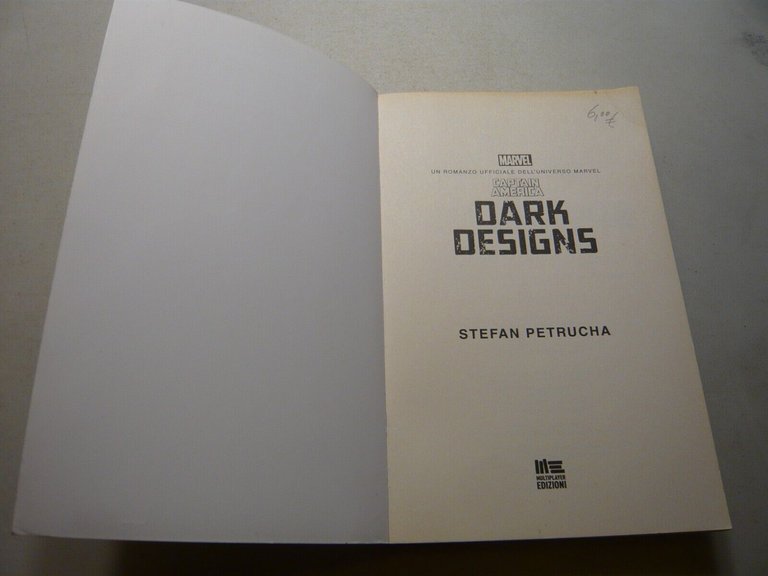 6,00 €
MARVEL
UN ROMANZO UFFICIALE DELL'UNIVERSO MARVEL
CAPTAIN
AMERICA
DARK
DESIGNS
STEFAN PETRUCHA
MULTIPLAYER
EDIZIONI